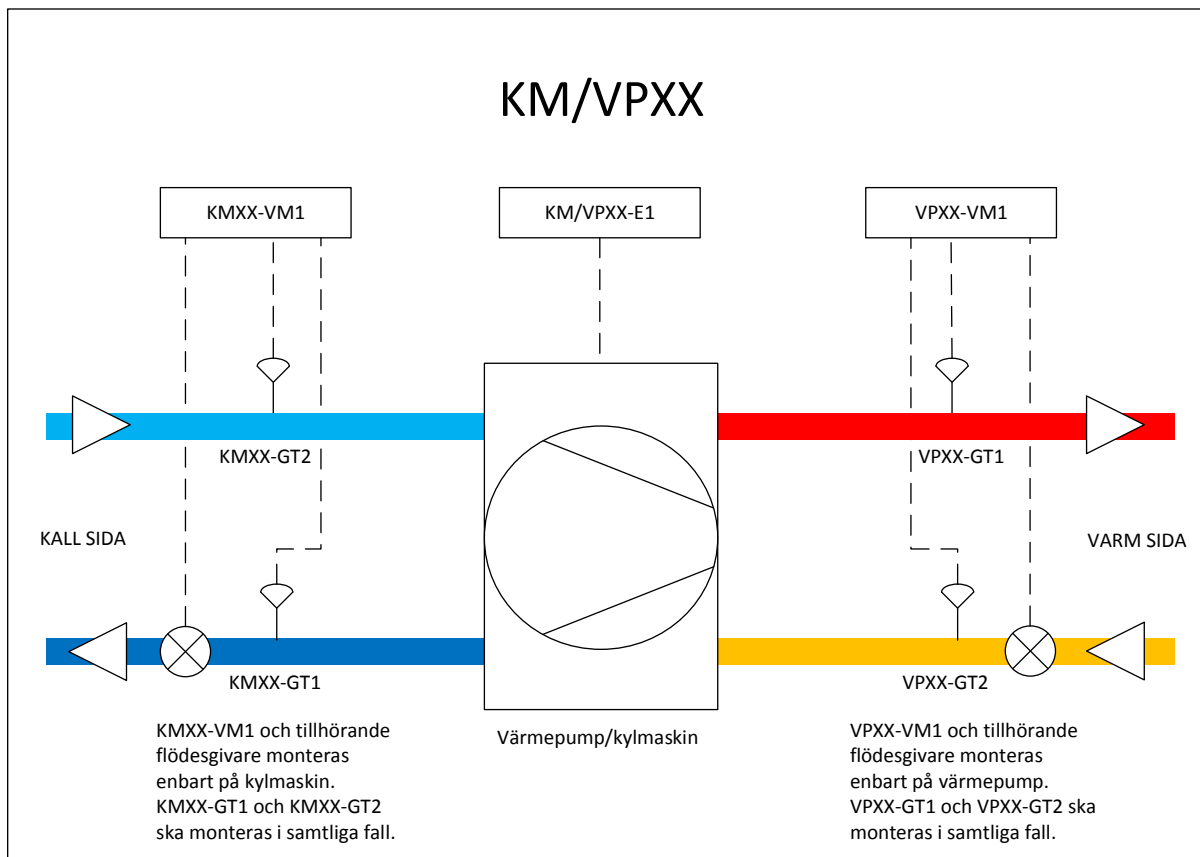 KM/VPXX
KMXX-VM1
KM/VPXX-E1
VPXX-VM1
KMXX-GT2
VPXX-GT1
KALL SIDA
VARM SIDA
KMXX-GT1
VPXX-GT2
KMXX-VM1 och tillhörande
flödesgivare monteras
enbart på kylmaskin.
KMXX-GT1 och KMXX-GT2
ska monteras i samtliga fall.
Värmepump/kylmaskin
VPXX-VM1 och tillhörande
flödesgivare monteras
enbart på värmepump.
VPXX-GT1 och VPXX-GT2 ska
monteras i samtliga fall.